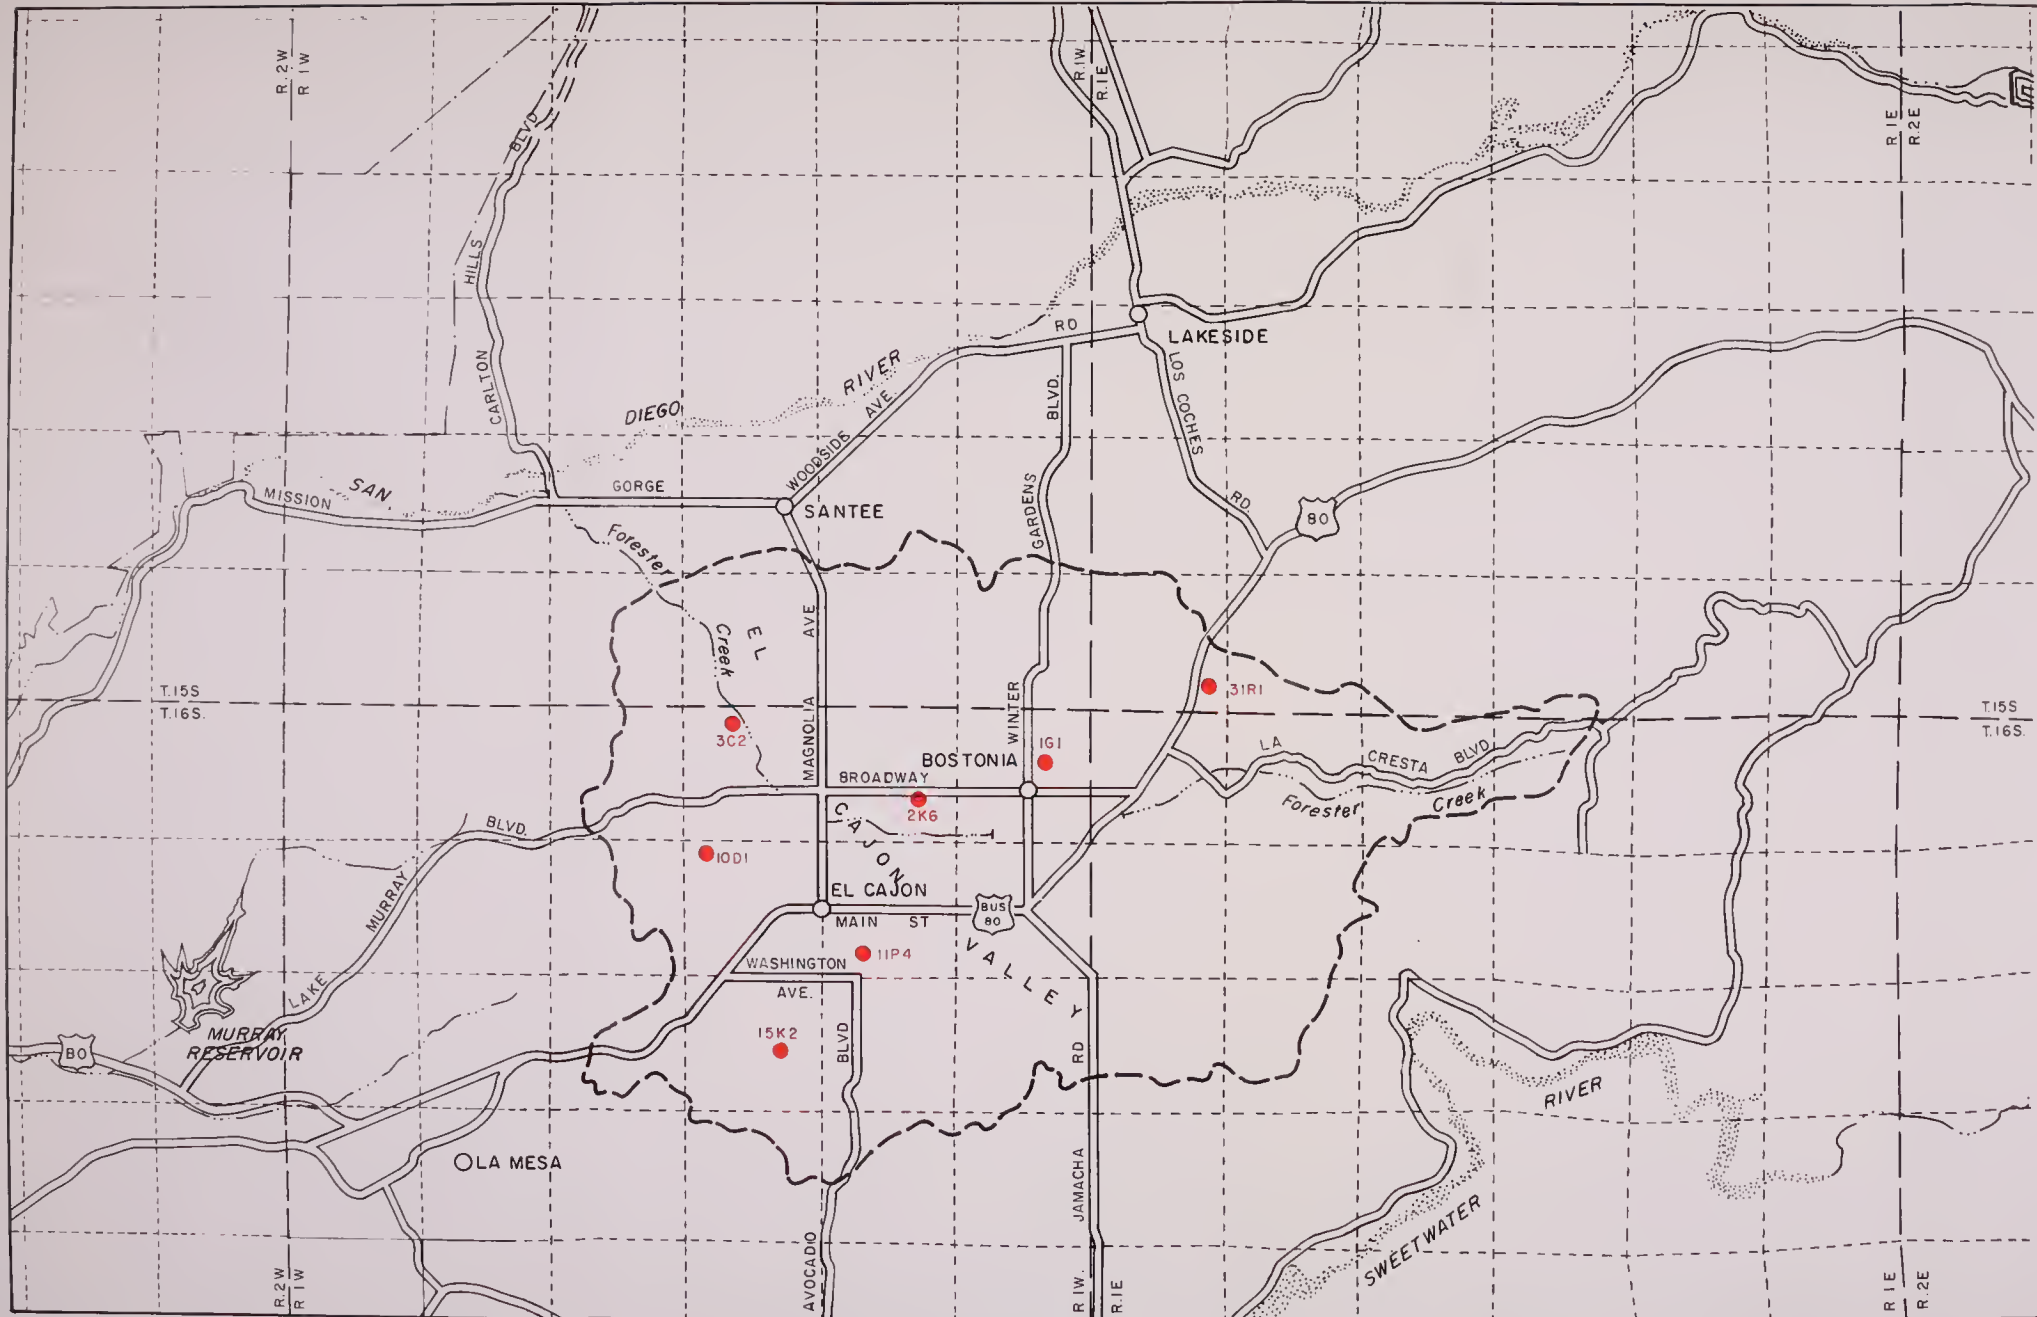 R.2W
R 1W
R.1W
R.1E
R 1E
R.2E
BLVD
HILLS
CARLTON
RD
LAKESIDE
RIVER
DIEGO
SAN
WOODSIDE AVE.
BLVD.
GARDENS
WINTER
LOS COCHES
RD.
80
MISSION
GORGE
SANTEE
Forester
Creek
EL
AVE
MAGNOLIA
T.15S
T.16S.
31R1
T.15S
T.16S.
3C2
1G1
BOSTONIA
LA
CRESTA
BLVD
BROADWAY
2K6
Forester
Creek
CAJON
BLVD.
MURRAY
LAKE
10D1
EL CAJON
MAIN ST
BUS
80
VALLEY
11P4
WASHINGTON
AVE.
15K2
BLVD
AVOCADO
RD
JAMACHA
MURRAY
RESERVOIR
80
LA MESA
RIVER
SWEETWATER
R.2W
R 1W
R 1W.
R.1E
R 1E
R. 2E